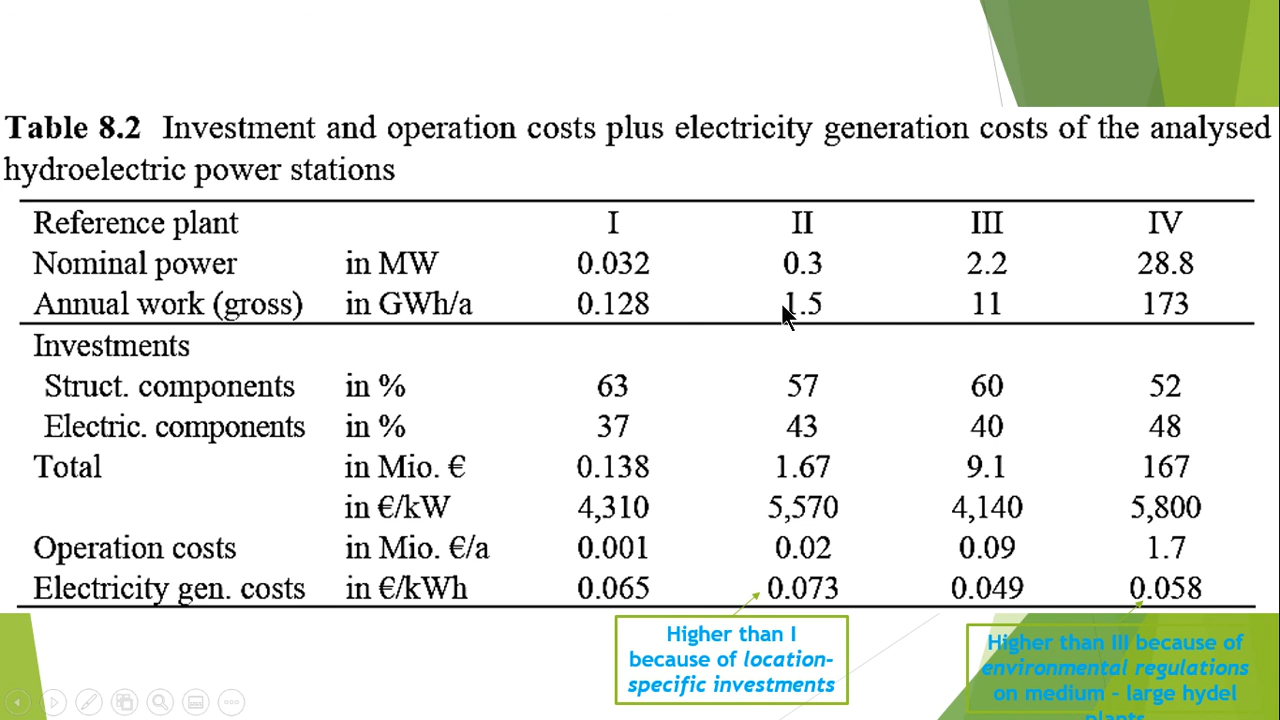 Table 8.2 Investment and operation costs plus electricity generation costs of the analysed
hydroelectric power stations
Reference plant I II III IV
Nominal power in MW 0.032 0.3 2.2 28.8
Annual work (gross) in GWh/a 0.128 1.5 11 173
Investments
Struct. components in % 63 57 60 52
Electric. components in % 37 43 40 48
Total in Mio. € 0.138 1.67 9.1 167
in €/kW 4,310 5,570 4,140 5,800
Operation costs in Mio. €/a 0.001 0.02 0.09 1.7
Electricity gen. costs in €/kWh 0.065 0.073 0.049 0.058
Higher than I
because of location-
specific investments
Higher than III because of
environmental regulations
on medium - large hydel
plants